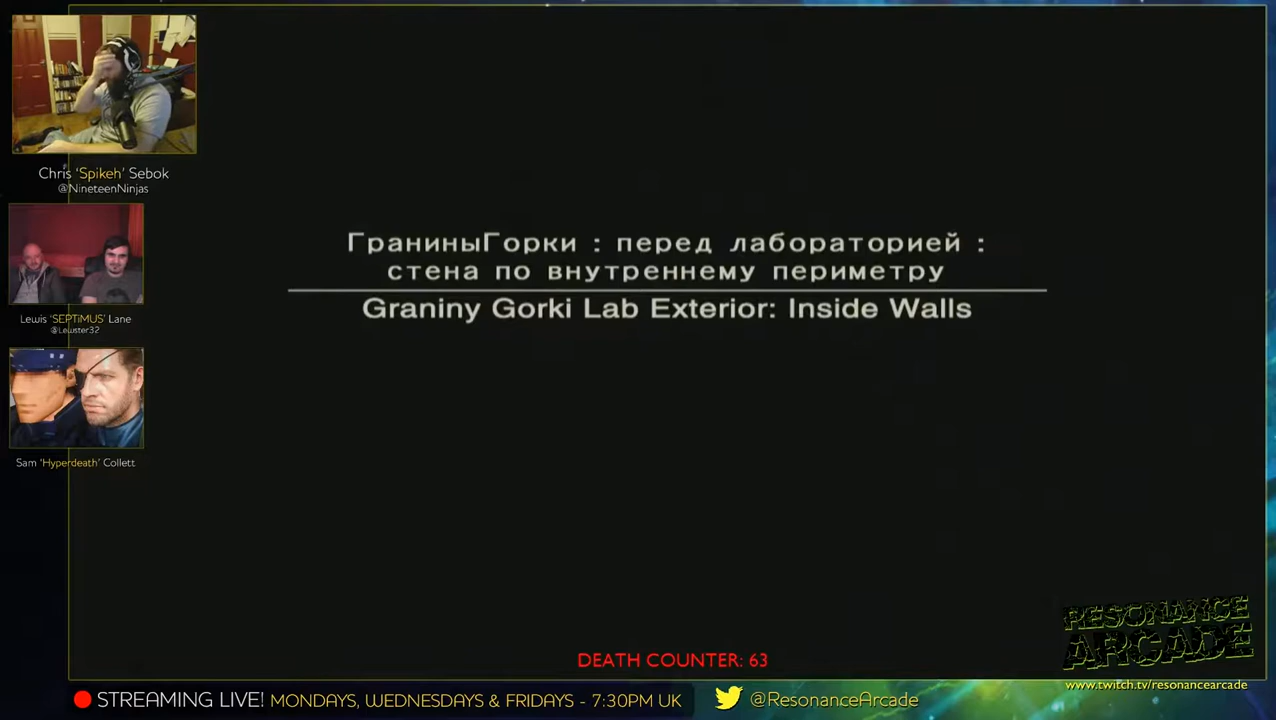 Chris 'Spikeh' Sebok
@NineteenNinjas
Lewis 'SEPTiMUS' Lane
@Lewster32
Sam 'Hyperdeath' Collett
ГраниныГорки : перед лабораторией :
стена по внутреннему периметру
Graniny Gorki Lab Exterior: Inside Walls
DEATH COUNTER: 63
RESONANCE
ARCADE
www.twitch.tv/resonancearcade
STREAMING LIVE! MONDAYS, WEDNESDAYS & FRIDAYS - 7:30PM UK
@ResonanceArcade